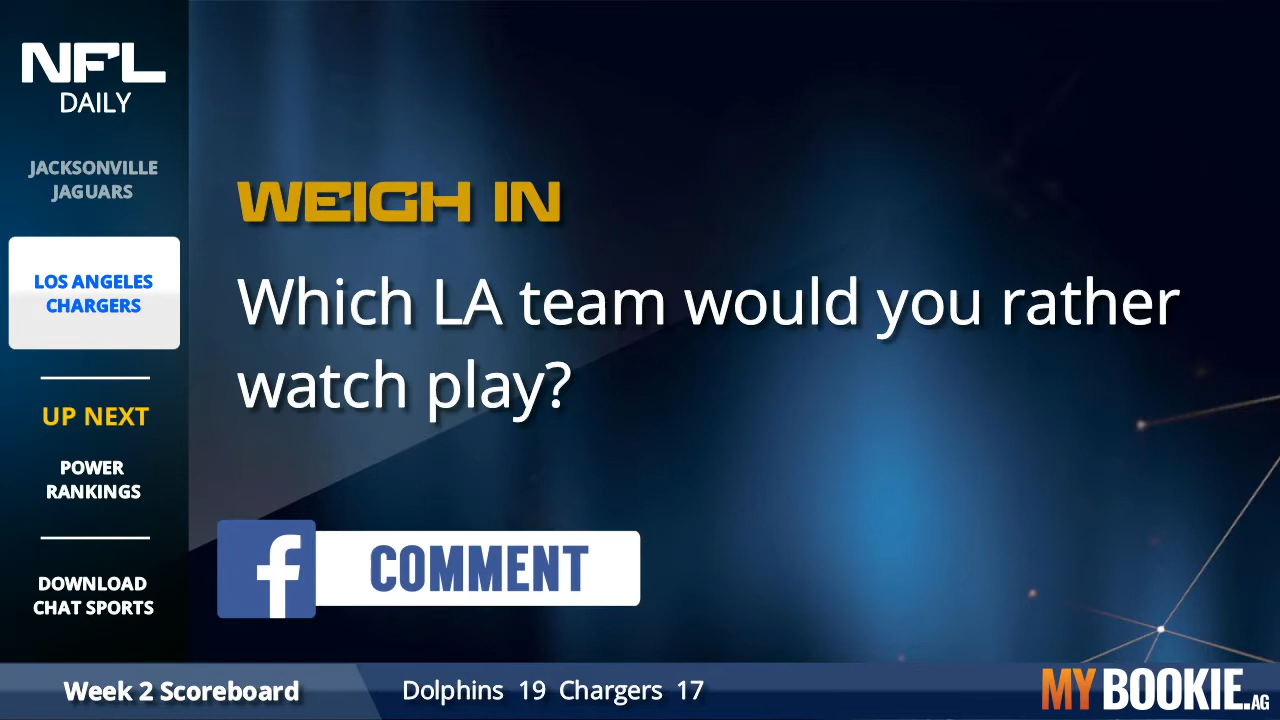 NFL
DAILY
JACKSONVILLE
JAGUARS
LOS ANGELES
CHARGERS
UP NEXT
POWER
RANKINGS
DOWNLOAD
CHAT SPORTS
WEIGH IN
Which LA team would you rather
watch play?
f COMMENT
Week 2 Scoreboard
Dolphins 19 Chargers 17
MYBOOKIE.AG